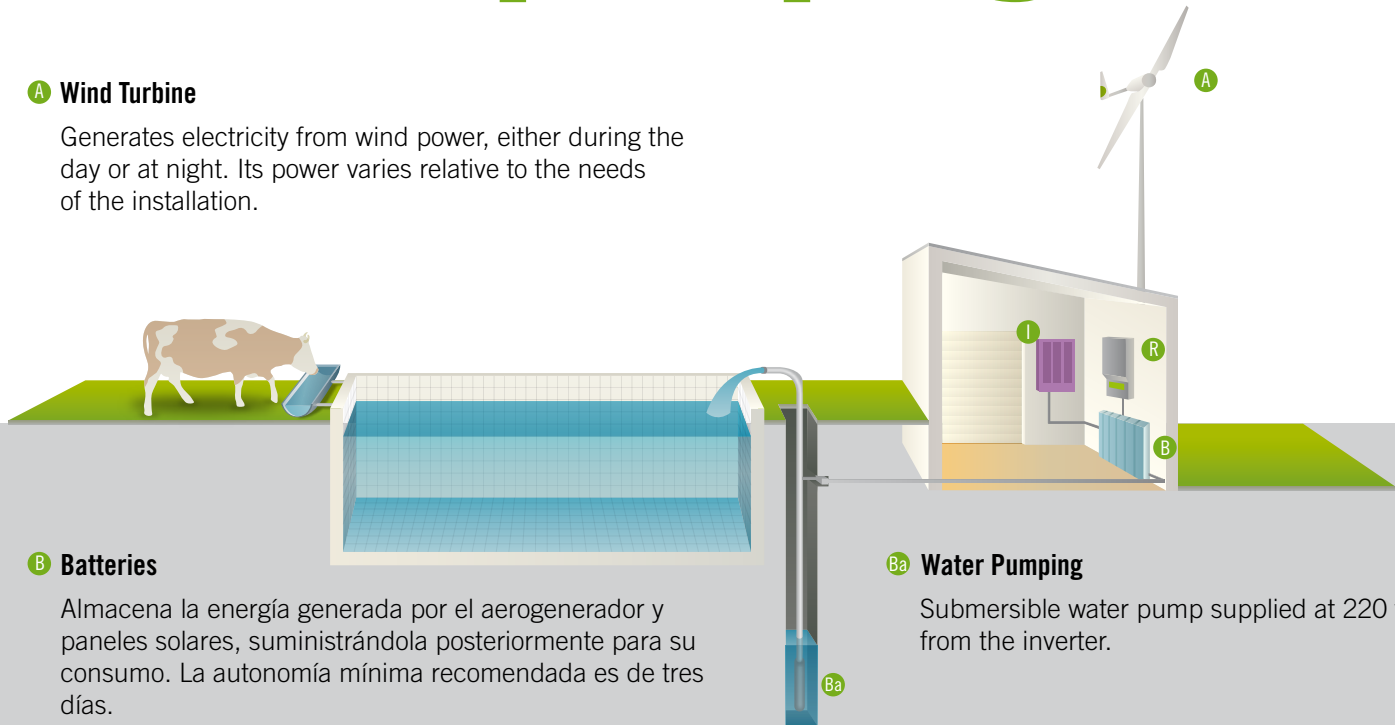 A Wind Turbine
Generates electricity from wind power, either during the
day or at night. Its power varies relative to the needs
of the installation.
A
I
R
B
B Batteries
Almacena la energía generada por el aerogenerador y
paneles solares, suministrándola posteriormente para su
consumo. La autonomía mínima recomendada es de tres
días.
Ba Water Pumping
Submersible water pump supplied at 220
from the inverter.
Ba